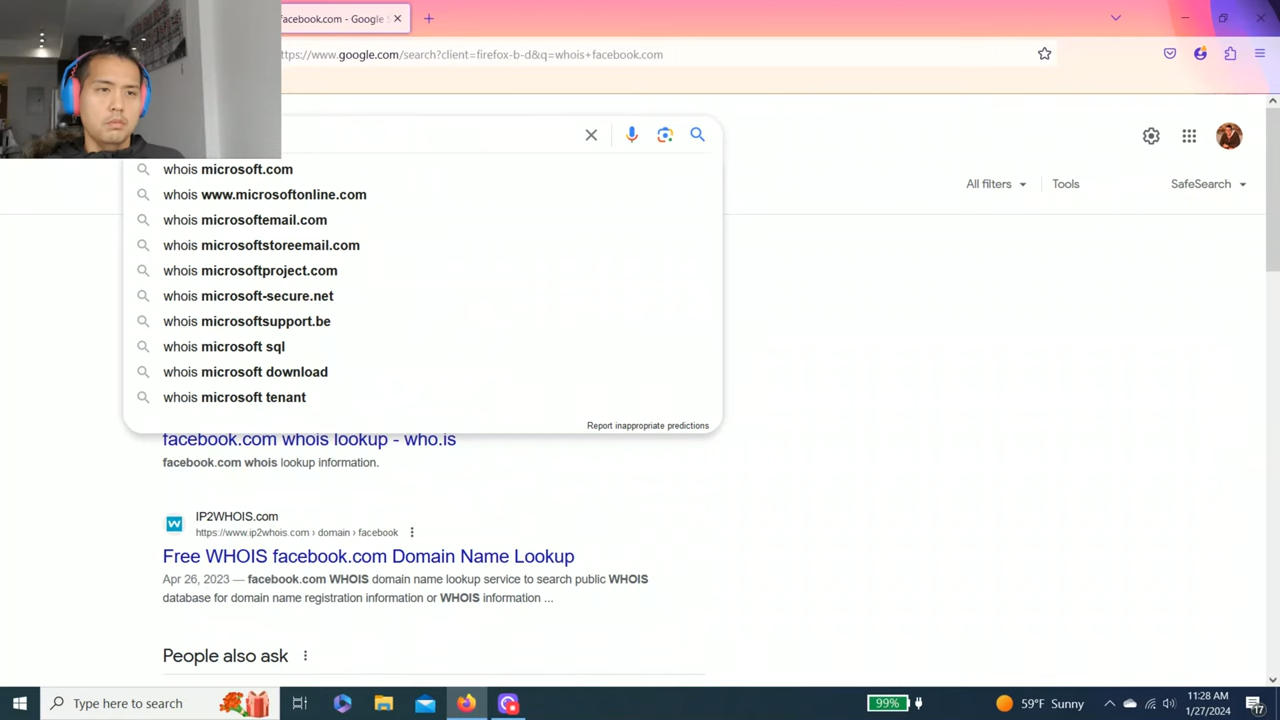 facebook.com - Google S
https://www.google.com/search?client=firefox-b-d&q=whois+facebook.com
whois microsoft.com
whois www.microsoftonline.com
whois microsoftemail.com
whois microsoftstoreemail.com
whois microsoftproject.com
whois microsoft-secure.net
whois microsoftsupport.be
whois microsoft sql
whois microsoft download
whois microsoft tenant
Report inappropriate predictions
All filters
Tools
SafeSearch
facebook.com whois lookup - who.is
facebook.com whois lookup information.
W
IP2WHOIS.com
https://www.ip2whois.com › domain › facebook
Free WHOIS facebook.com Domain Name Lookup
Apr 26, 2023 — facebook.com WHOIS domain name lookup service to search public WHOIS
database for domain name registration information or WHOIS information ...
People also ask
Type here to search
99%
59°F Sunny
11:28 AM
1/27/2024
17